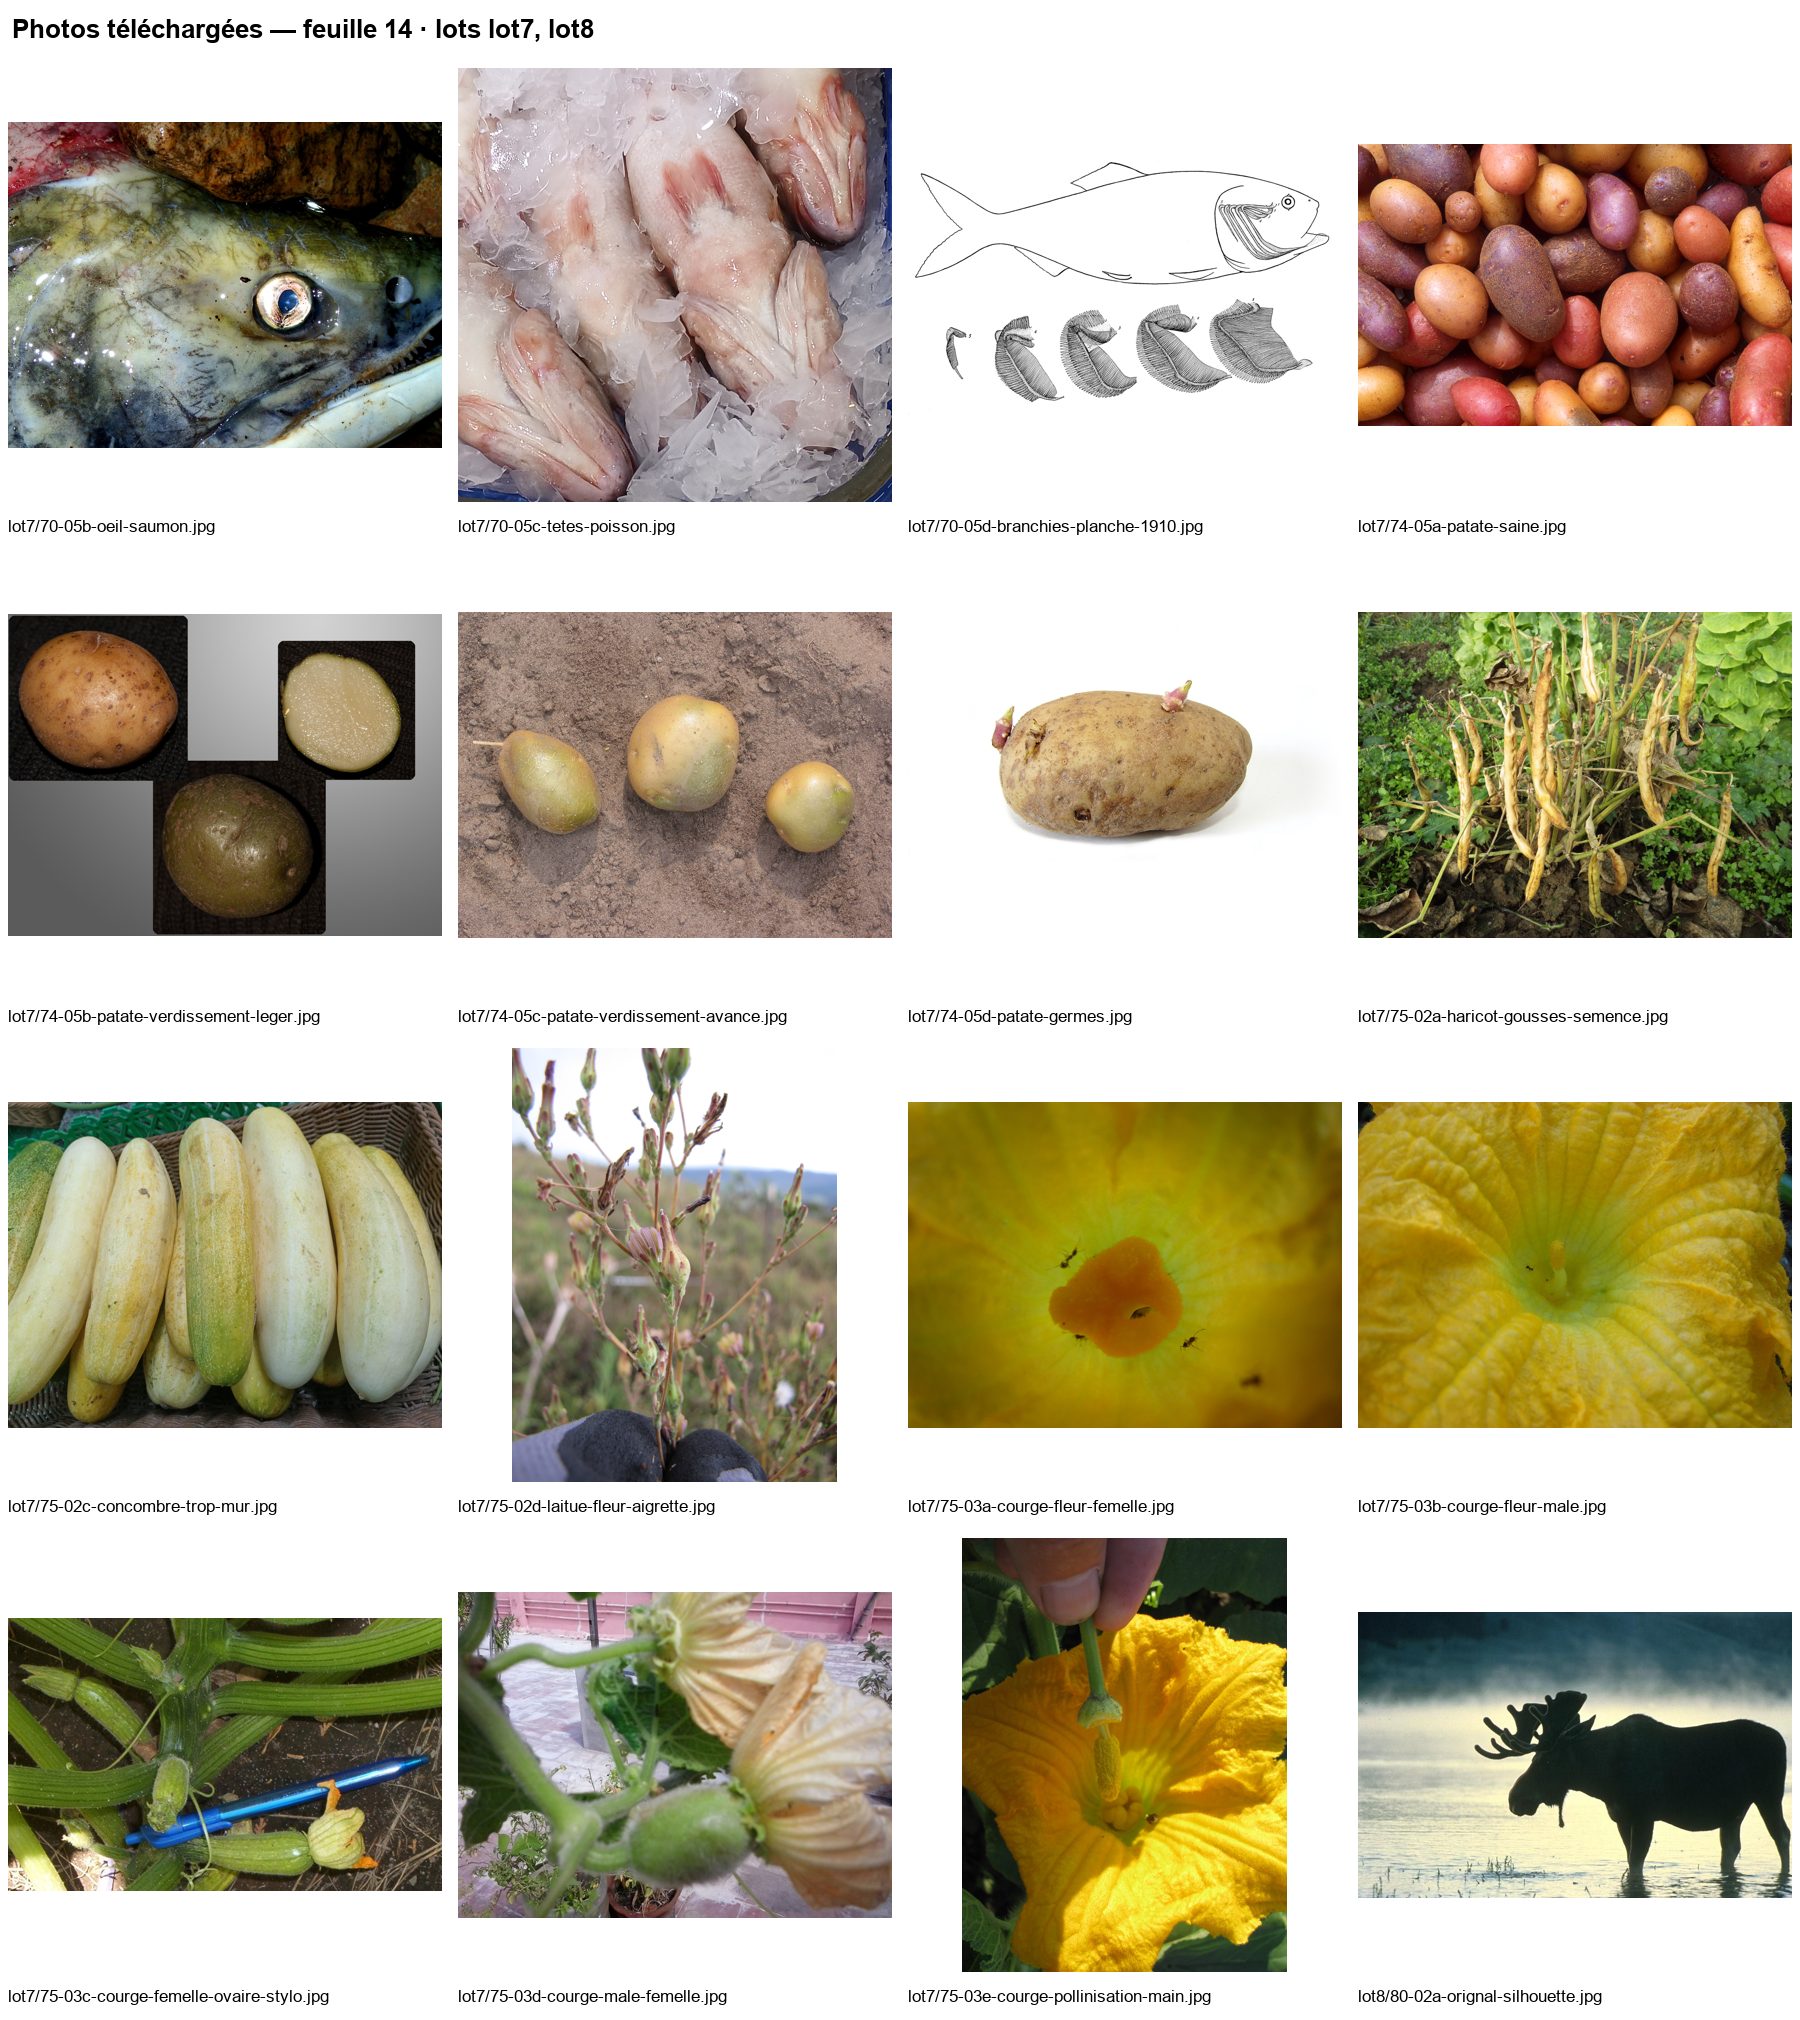 Photos téléchargées — feuille 14 · lots lot7, lot8
lot7/70-05b-oeil-saumon.jpg
lot7/70-05c-tetes-poisson.jpg
lot7/70-05d-branchies-planche-1910.jpg
lot7/74-05a-patate-saine.jpg
lot7/74-05b-patate-verdissement-leger.jpg
lot7/74-05c-patate-verdissement-avance.jpg
lot7/74-05d-patate-germes.jpg
lot7/75-02a-haricot-gousses-semence.jpg
lot7/75-02c-concombre-trop-mur.jpg
lot7/75-02d-laitue-fleur-aigrette.jpg
lot7/75-03a-courge-fleur-femelle.jpg
lot7/75-03b-courge-fleur-male.jpg
lot7/75-03c-courge-femelle-ovaire-stylo.jpg
lot7/75-03d-courge-male-femelle.jpg
lot7/75-03e-courge-pollinisation-main.jpg
lot8/80-02a-orignal-silhouette.jpg